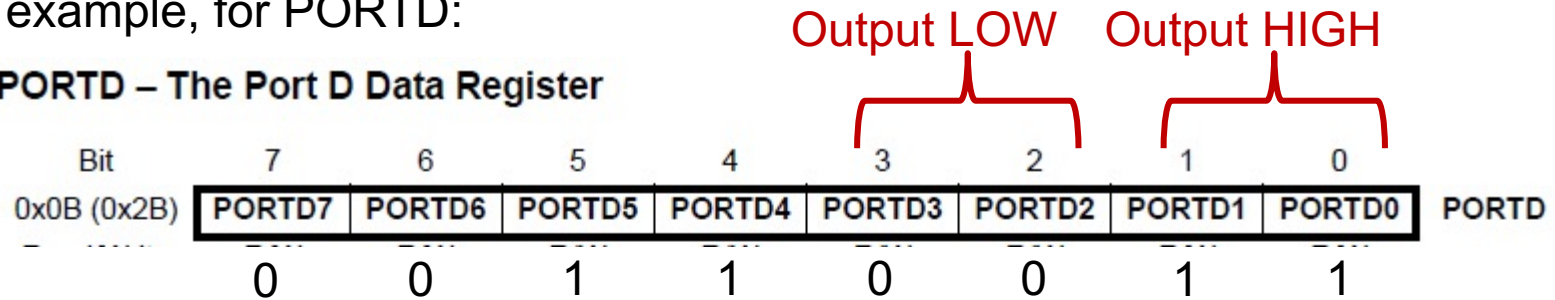 example, for PORTD:
Output LOW Output HIGH
PORTD – The Port D Data Register
Bit 7 6 5 4 3 2 1 0
0x0B (0x2B) PORTD7 PORTD6 PORTD5 PORTD4 PORTD3 PORTD2 PORTD1 PORTD0 PORTD
0 0 1 1 0 0 1 1